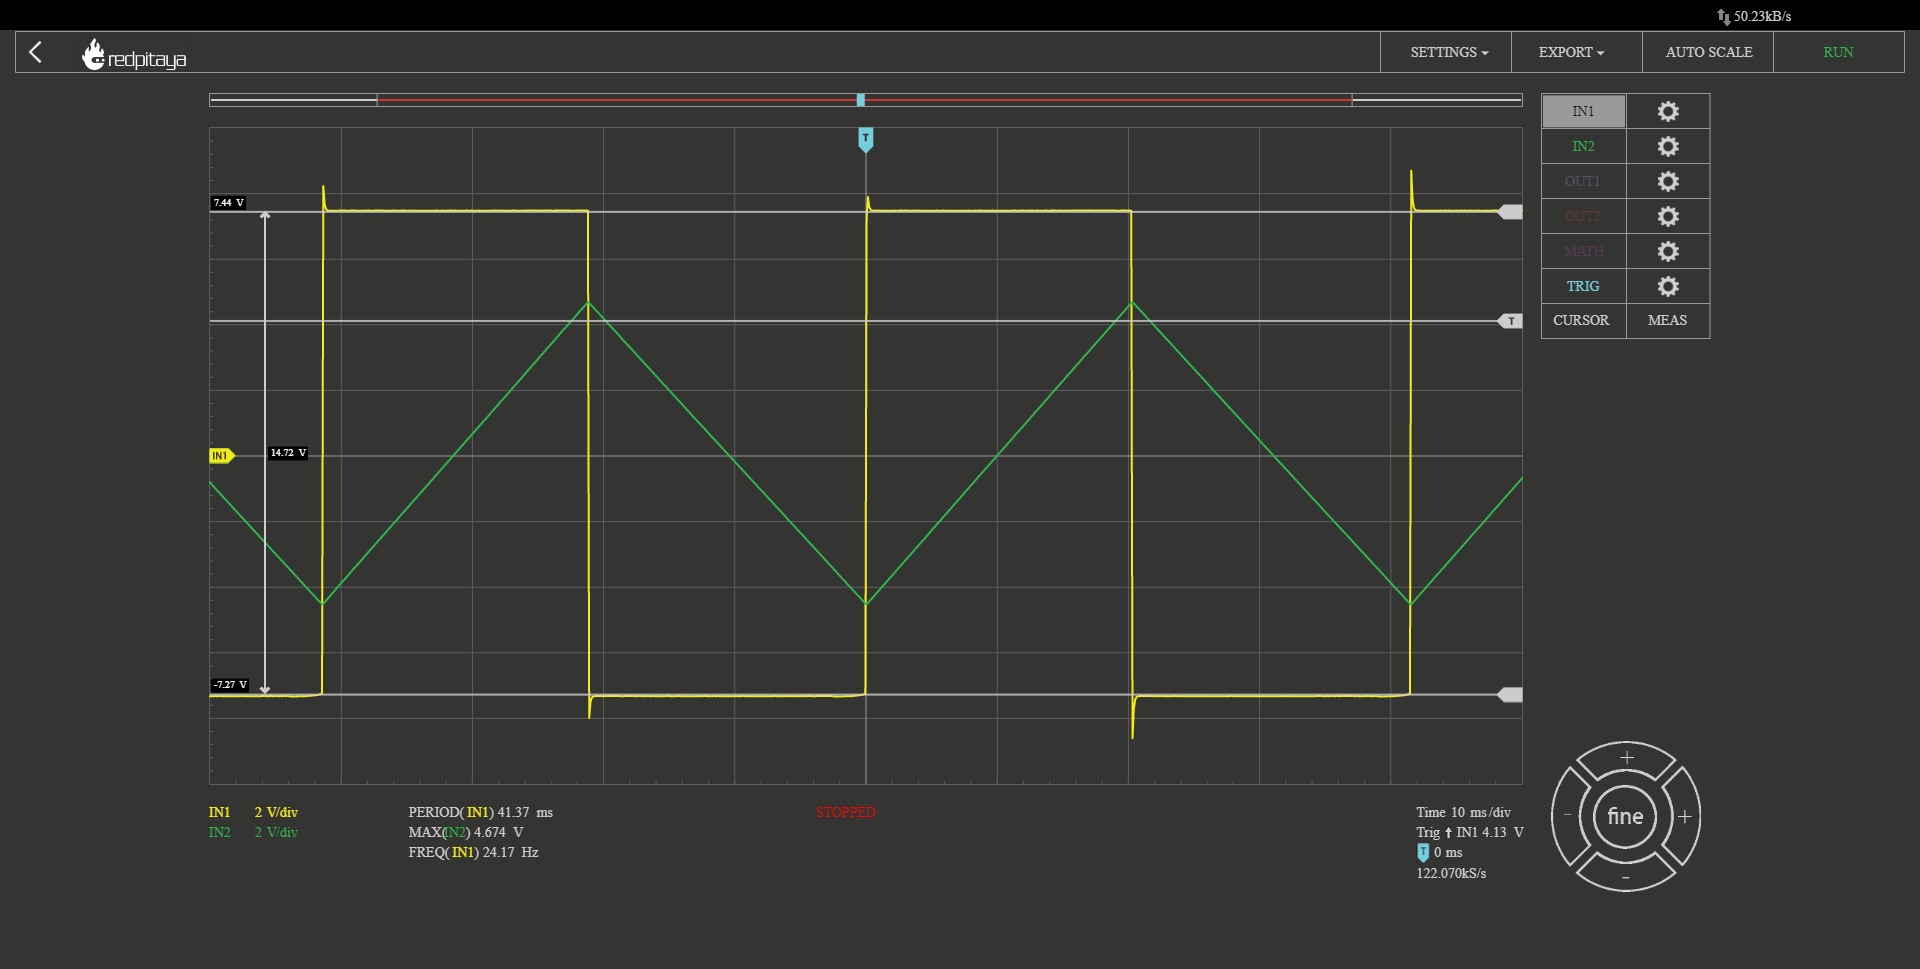 50.23kB/s
redpitaya SETTINGS EXPORT AUTO SCALE RUN
T
IN1
IN2
OUT1
OUT2
MATH
TRIG
CURSOR MEAS
7.44 V
T
IN1
14.72 V
-7.27 V
IN1 2 V/div PERIOD( IN1) 41.37 ms STOPPED Time 10 ms/div
IN2 2 V/div MAX(IN2) 4.674 V Trig IN1 4.13 V
FREQ( IN1) 24.17 Hz T 0 ms
122.070kS/s
+
- fine +
-